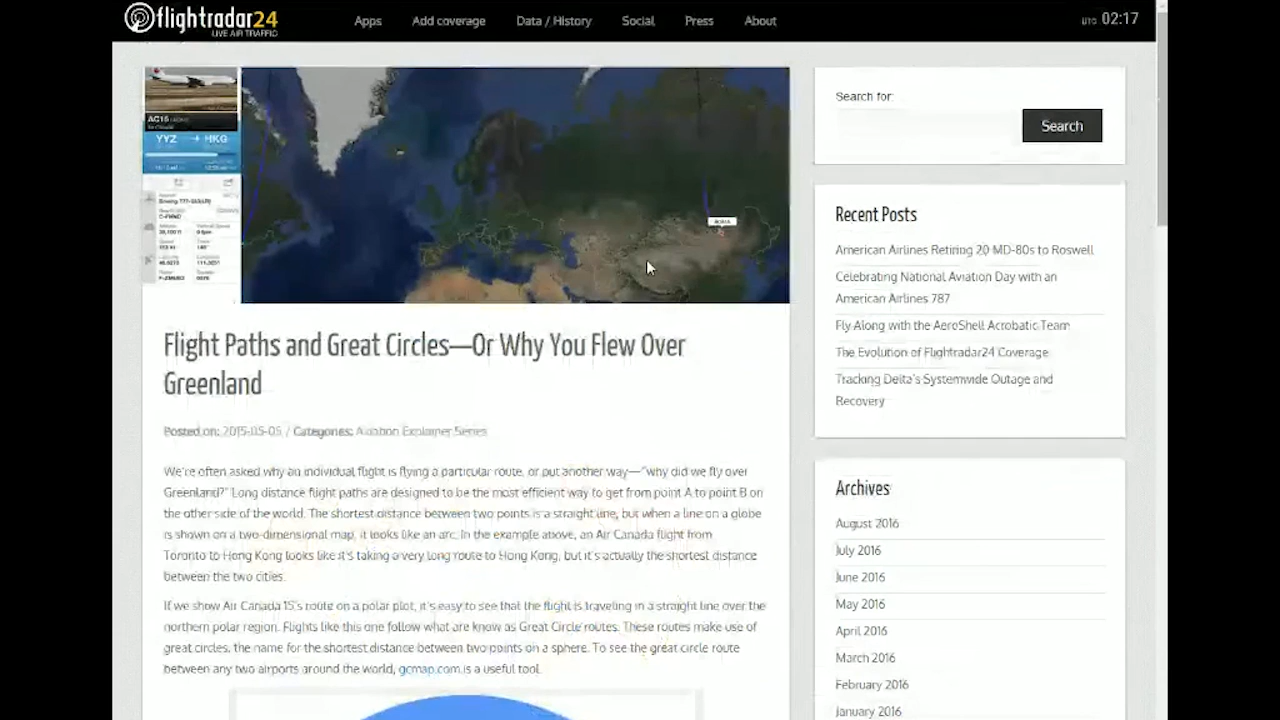 flightradar24
LIVE AIR TRAFFIC
Apps
Add coverage
Data / History
Social
Press
About
UTC 02:17
AC15
YYZ
HKG
Search for:
Search
Flight Paths and Great Circles—Or Why You Flew Over
Greenland
Posted on: 2015-05-05 / Categories: Aviation Explainer Series
We're often asked why an individual flight is flying a particular route, or put another way—"why did we fly over
Greenland?" Long distance flight paths are designed to be the most efficient way to get from point A to point B on
the other side of the world. The shortest distance between two points is a straight line, but when a line on a globe
is shown on a two-dimensional map, it looks like an arc. In the example above, an Air Canada flight from
Toronto to Hong Kong looks like it's taking a very long route to Hong Kong, but it's actually the shortest distance
between the two cities.
If we show Air Canada 15's route on a polar plot, it's easy to see that the flight is traveling in a straight line over the
northern polar region. Flights like this one follow what are know as Great Circle routes. These routes make use of
great circles, the name for the shortest distance between two points on a sphere. To see the great circle route
between any two airports around the world, gcmap.com is a useful tool.
Recent Posts
American Airlines Retiring 20 MD-80s to Roswell
Celebrating National Aviation Day with an
American Airlines 787
Fly Along with the AeroShell Acrobatic Team
The Evolution of Flightradar24 Coverage
Tracking Delta's Systemwide Outage and
Recovery
Archives
August 2016
July 2016
June 2016
May 2016
April 2016
March 2016
February 2016
January 2016